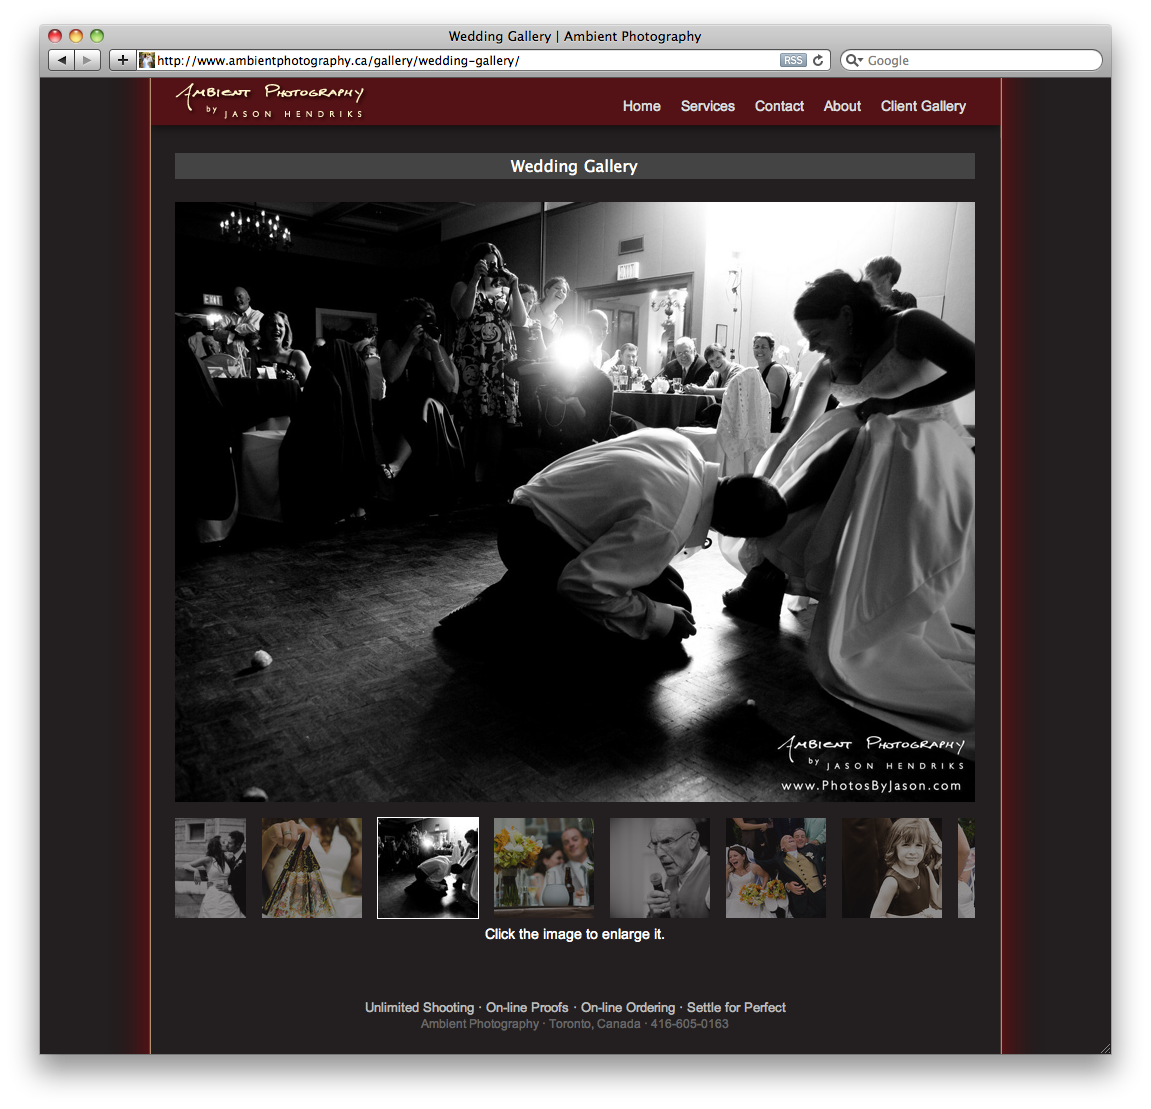 Wedding Gallery | Ambient Photography
http://www.ambientphotography.ca/gallery/wedding-gallery/
RSS
Google
Ambient Photography
by JASON HENDRIKS
Home Services Contact About Client Gallery
Wedding Gallery
EXIT
EXIT
Ambient Photography
by JASON HENDRIKS
www.PhotosByJason.com
Click the image to enlarge it.
Unlimited Shooting · On-line Proofs · On-line Ordering · Settle for Perfect
Ambient Photography · Toronto, Canada · 416-605-0163